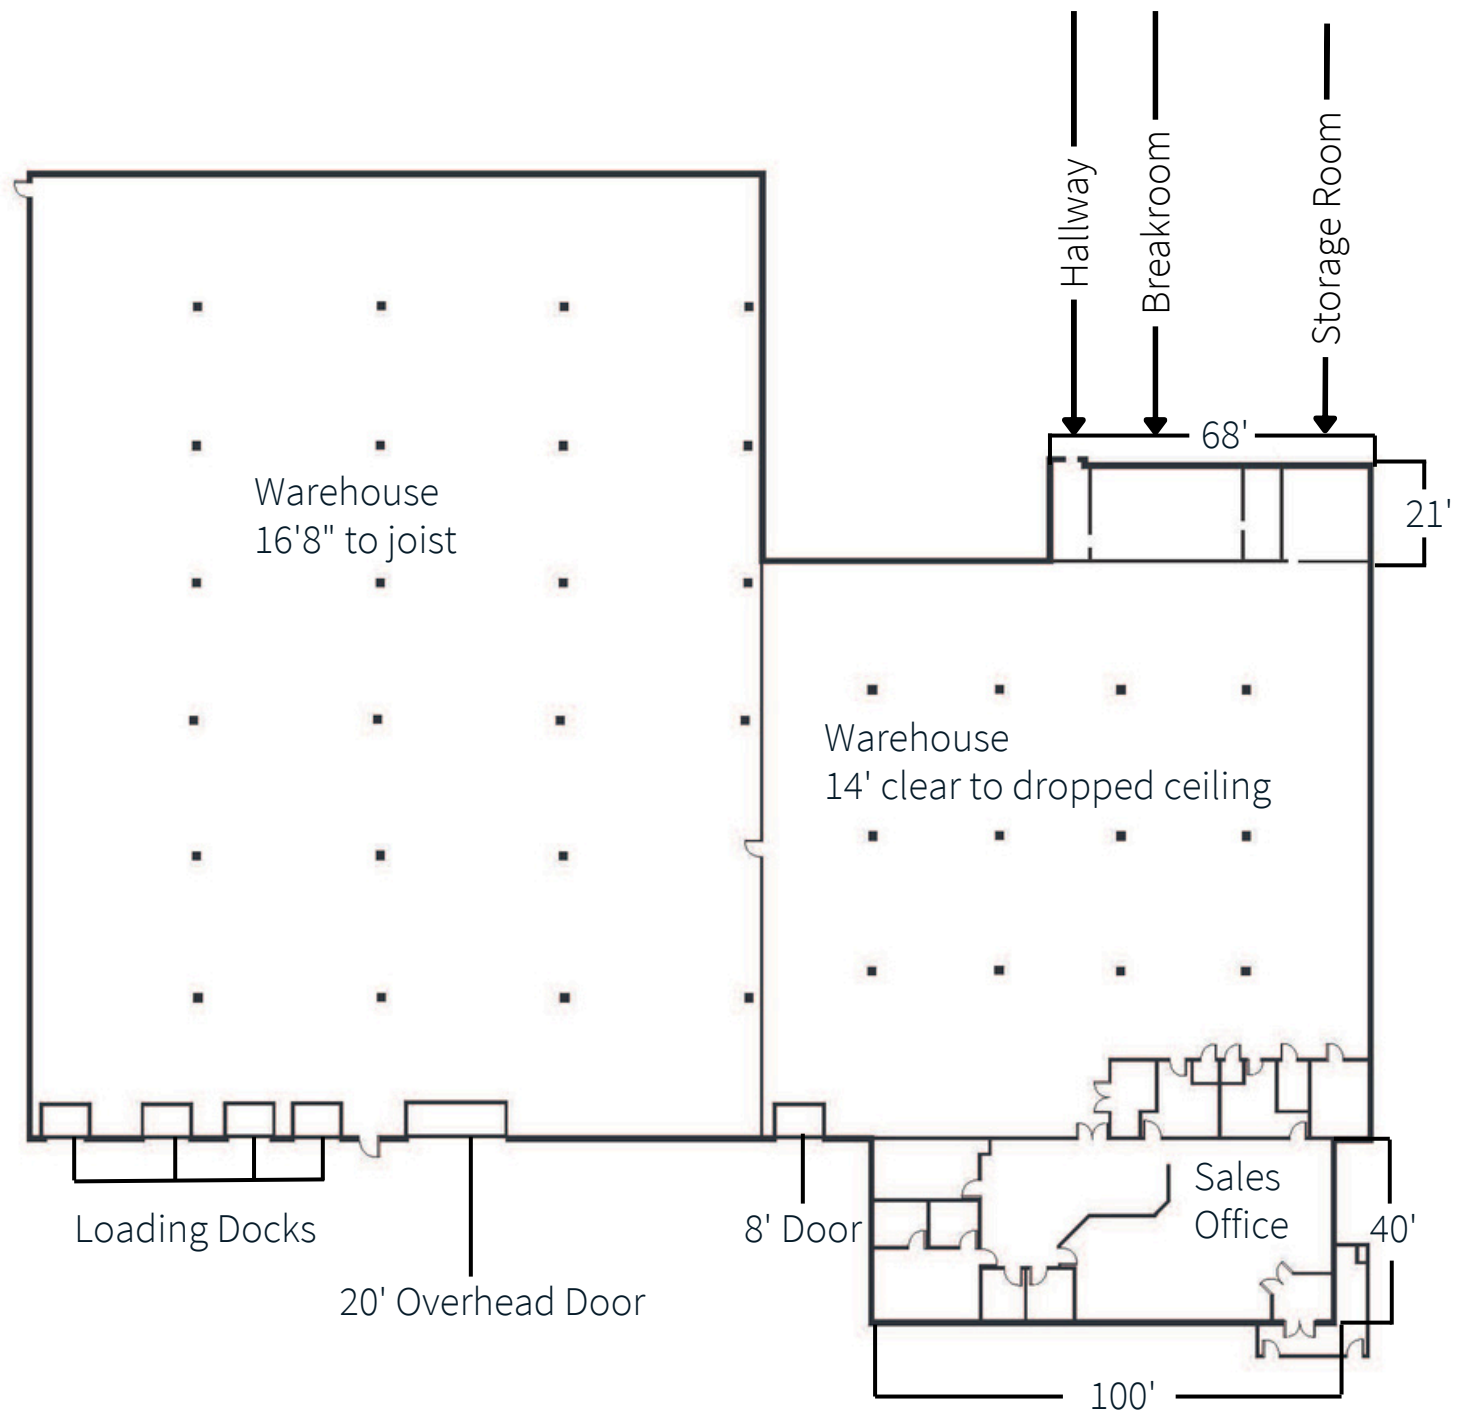 Hallway
Breakroom
Storage Room
68'
21'
Warehouse
16'8" to joist
Warehouse
14' clear to dropped ceiling
Sales
Office
Loading Docks
8' Door
40'
20' Overhead Door
100'